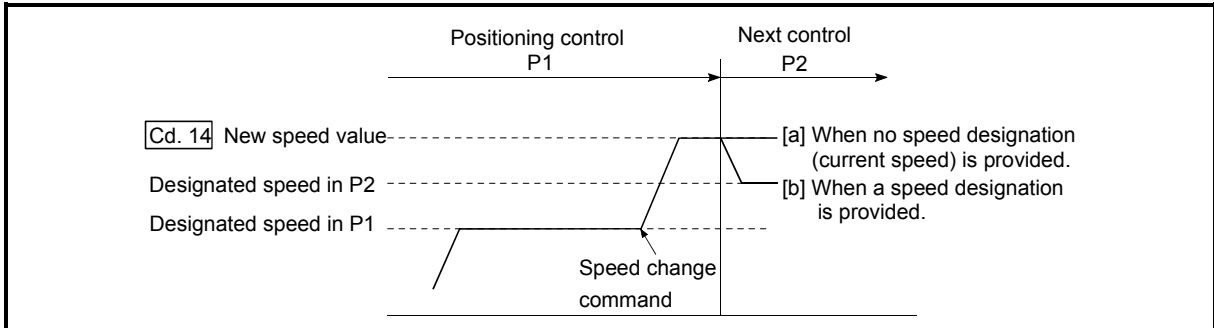 Positioning control
P1
Next control
P2
Cd. 14 New speed value
[a] When no speed designation
(current speed) is provided.
Designated speed in P2
[b] When a speed designation
is provided.
Designated speed in P1
Speed change
command